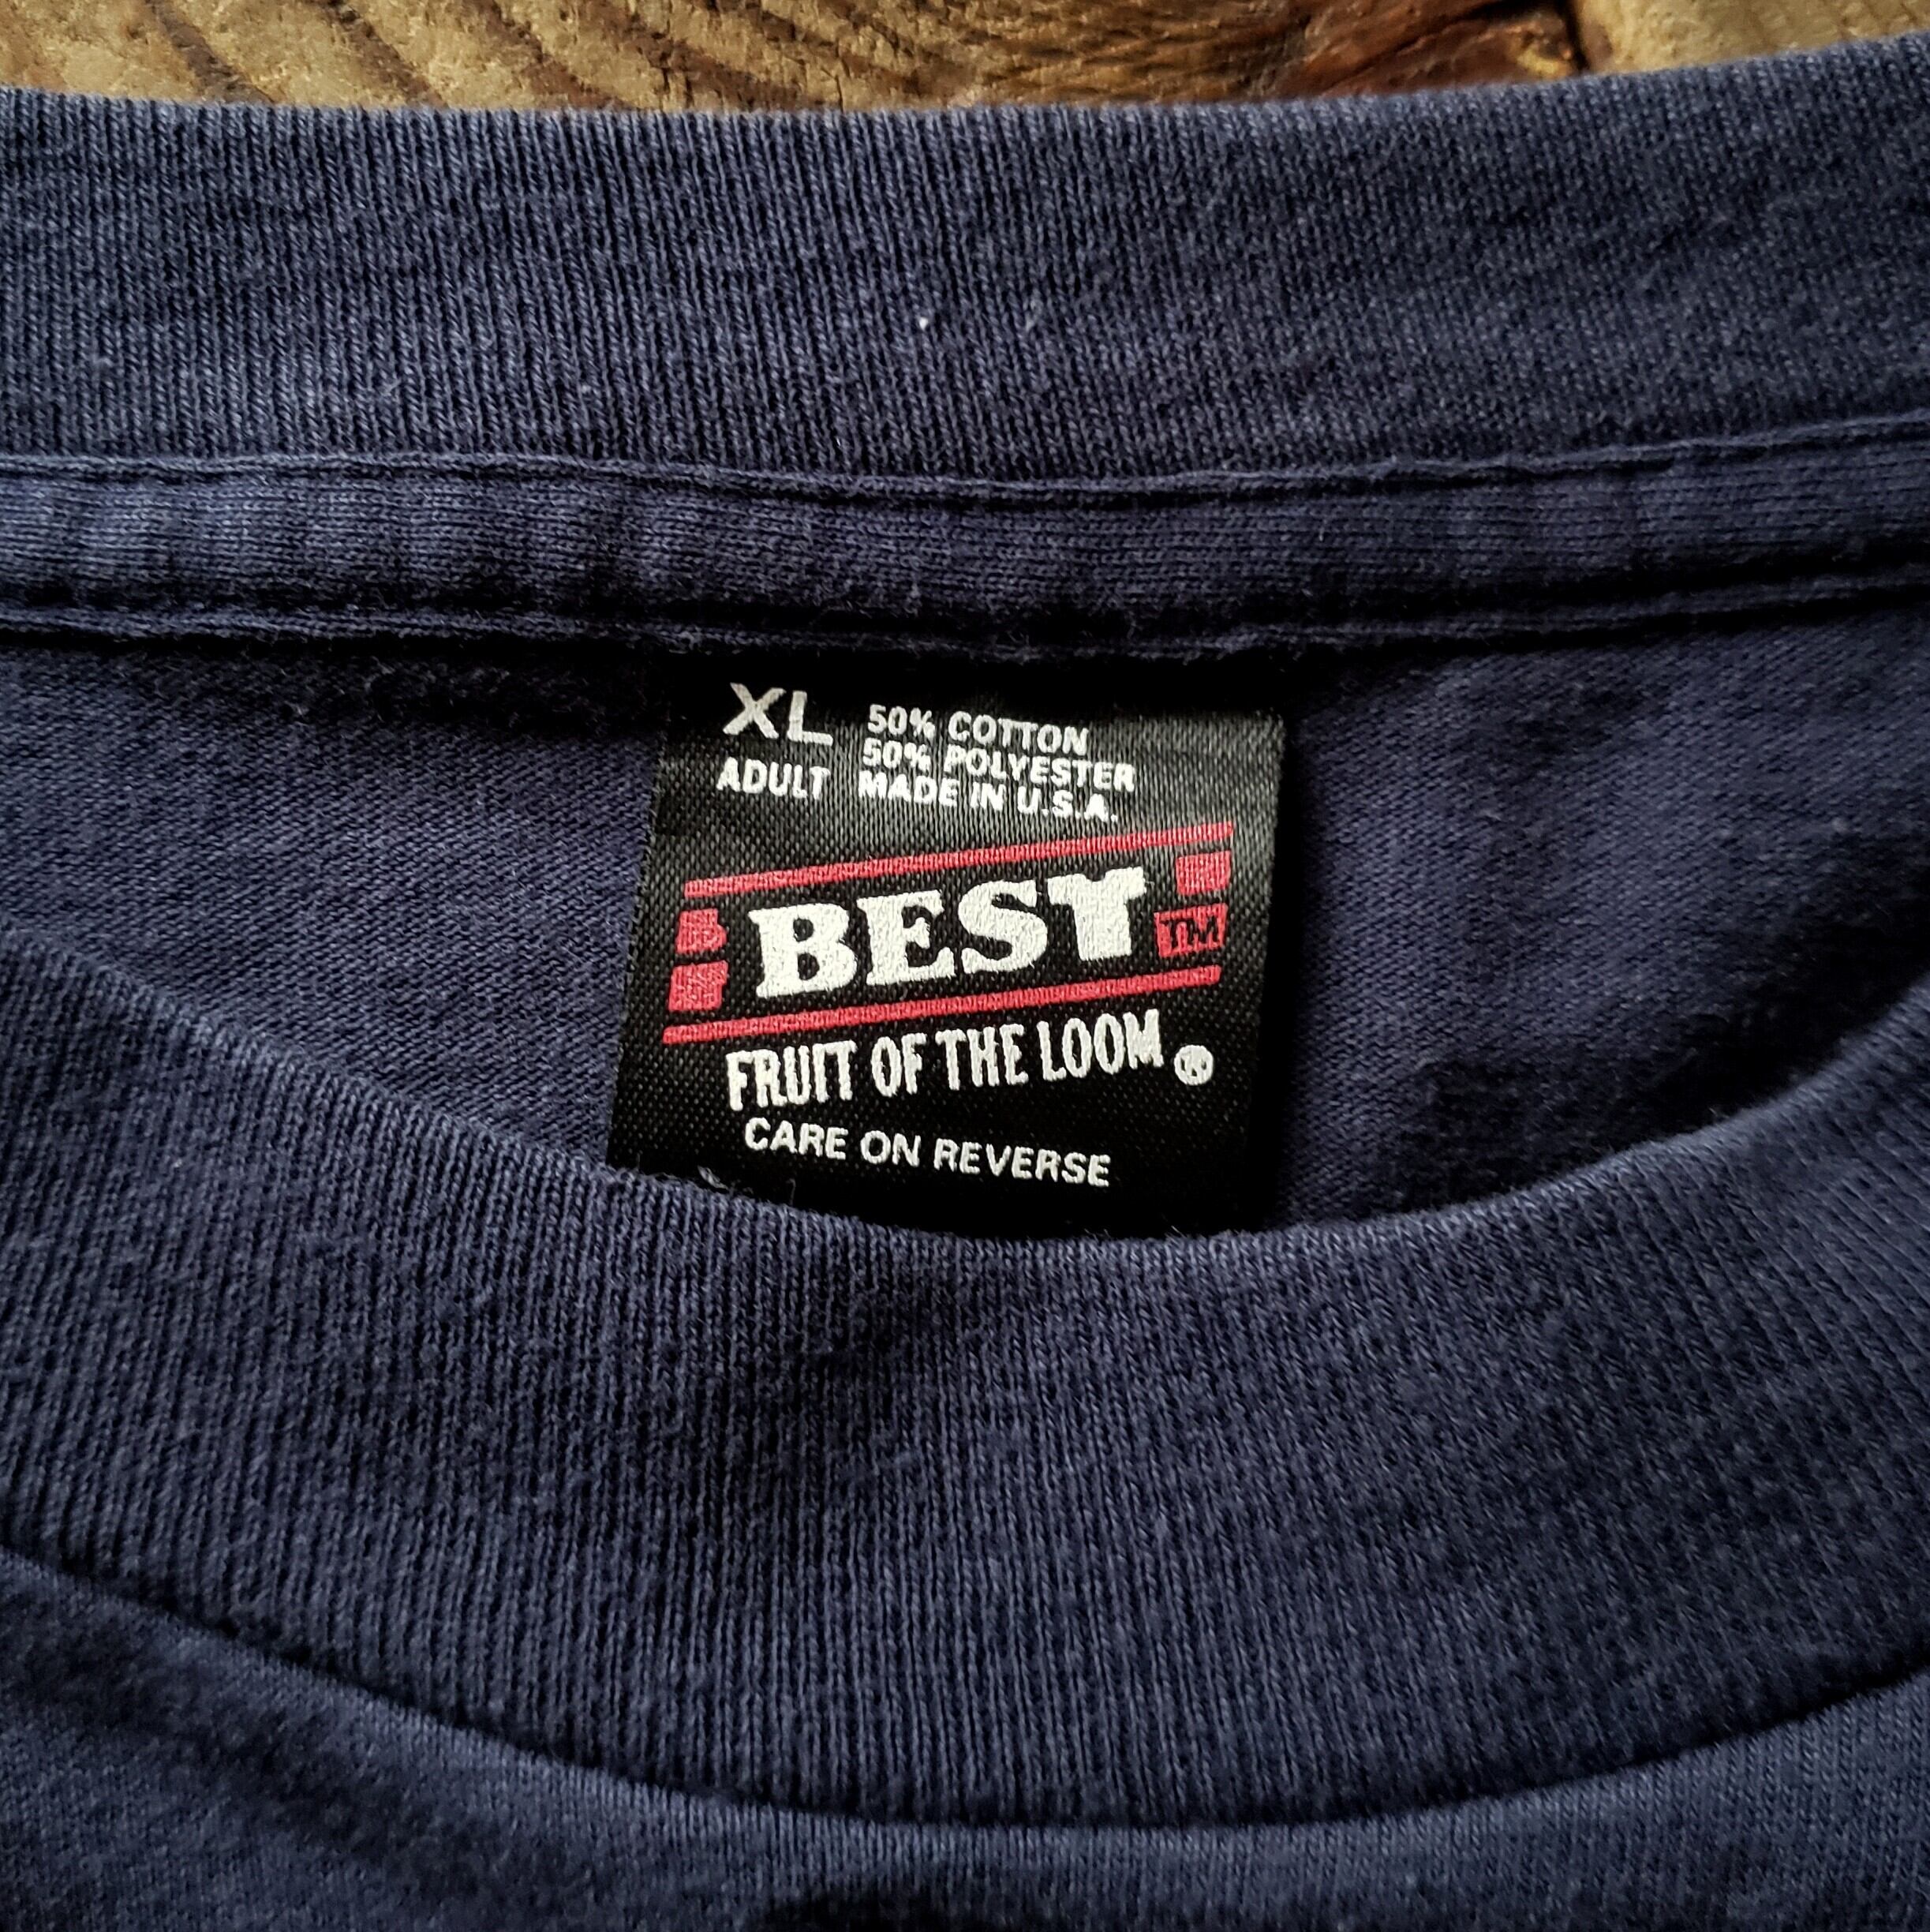 XL
ADULT
50% COTTON
50% POLYESTER
MADE IN U.S.A.
BEST TM
FRUIT OF THE LOOM ®
CARE ON REVERSE